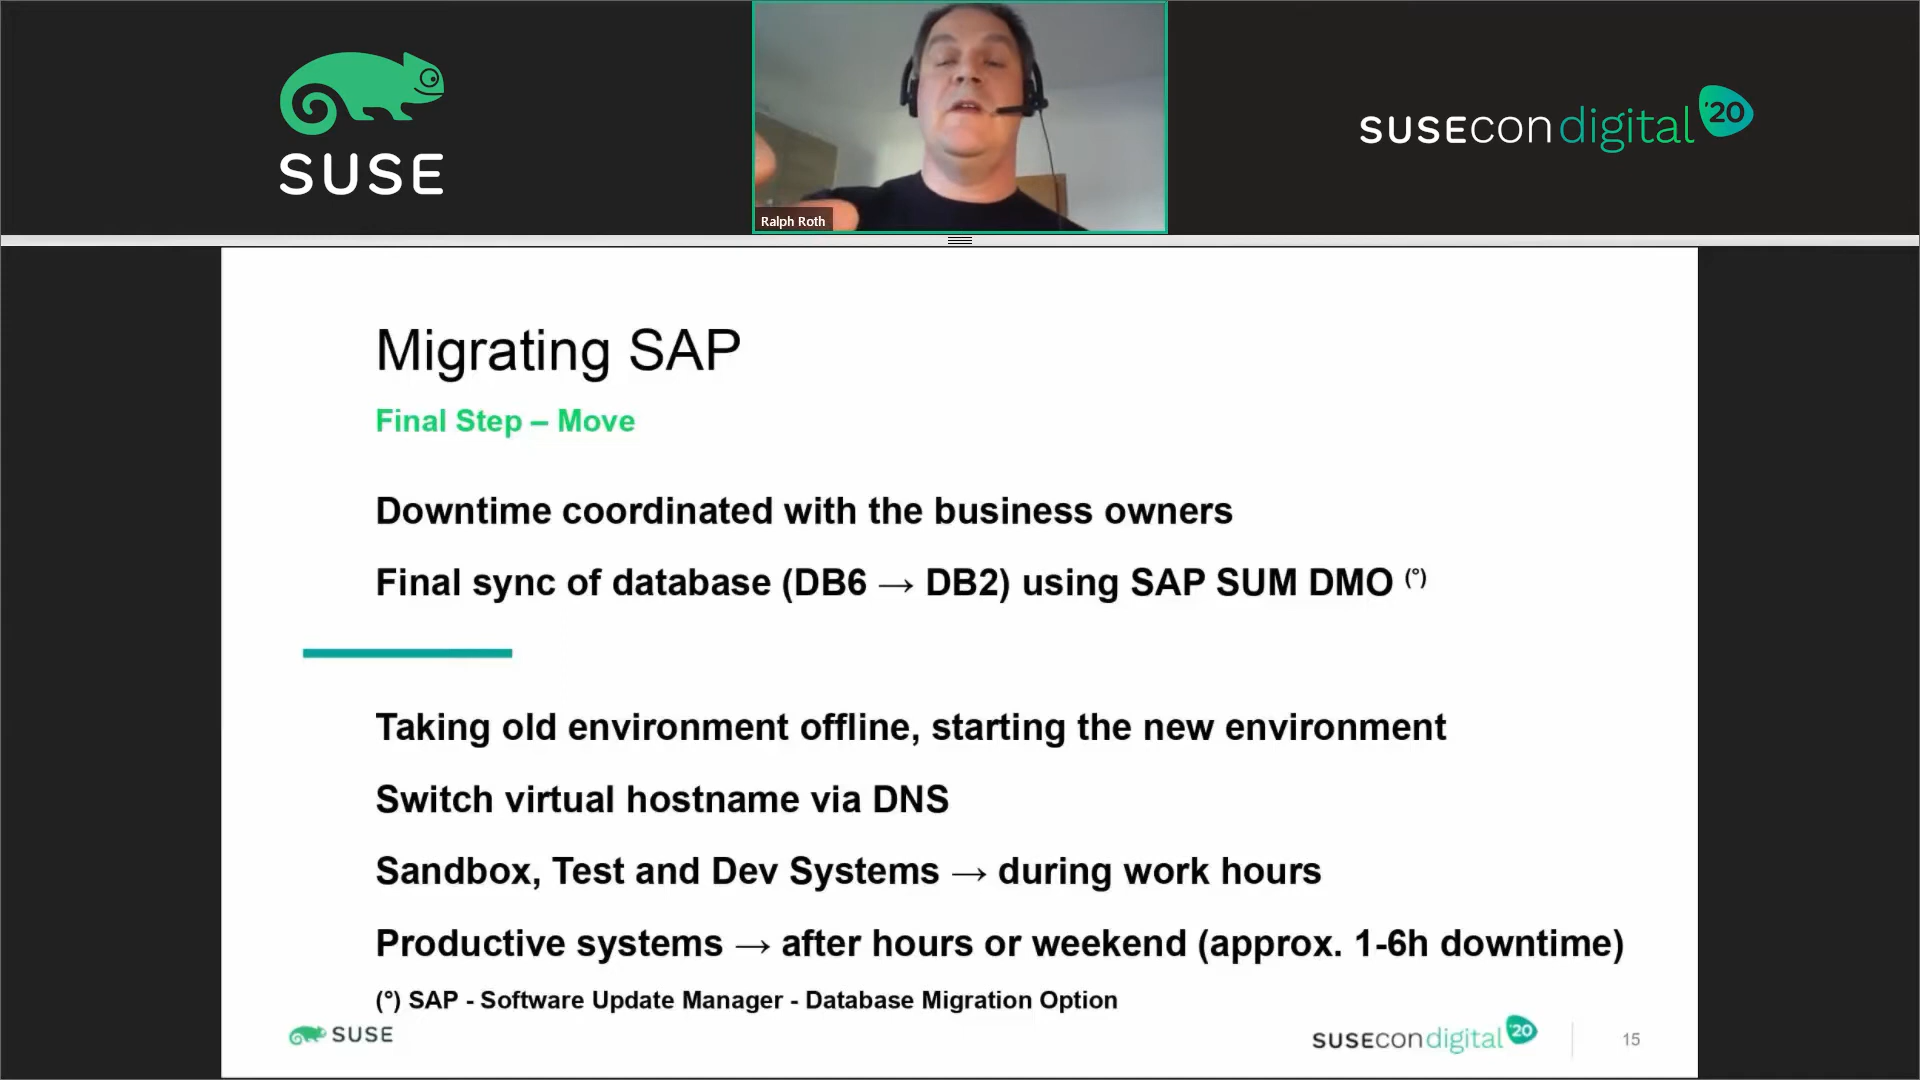 SUSE
Ralph Roth
SUSECON digital '20
Migrating SAP
Final Step – Move
Downtime coordinated with the business owners
Final sync of database (DB6 → DB2) using SAP SUM DMO (°)
Taking old environment offline, starting the new environment
Switch virtual hostname via DNS
Sandbox, Test and Dev Systems → during work hours
Productive systems → after hours or weekend (approx. 1-6h downtime)
(°) SAP - Software Update Manager - Database Migration Option
SUSE
SUSECON digital '20
15